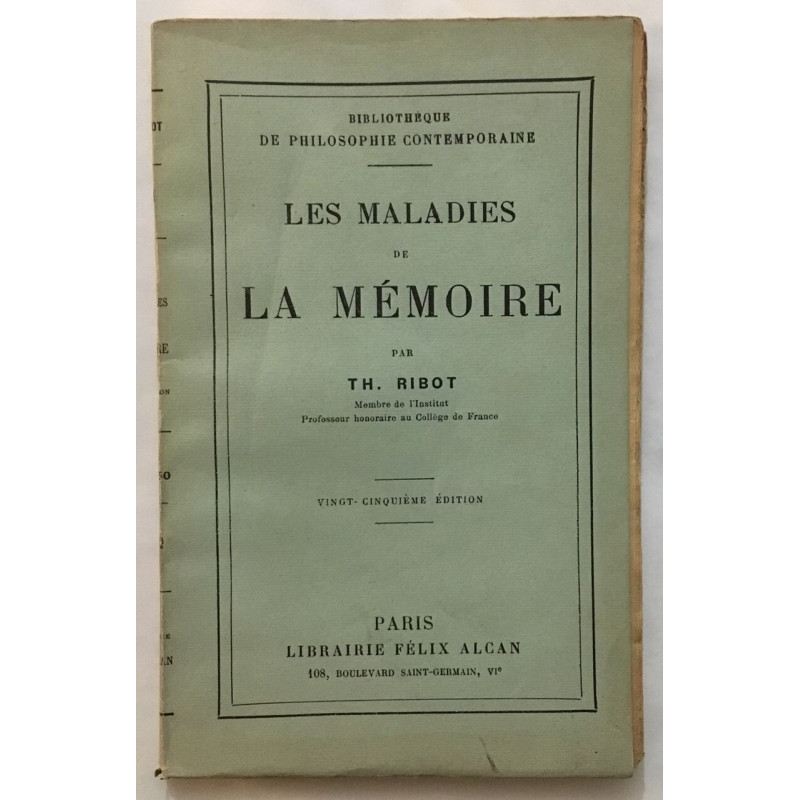 BIBLIOTHÈQUE
DE PHILOSOPHIE CONTEMPORAINE
LES MALADIES
DE
LA MÉMOIRE
PAR
TH. RIBOT
Membre de l'Institut
Professeur honoraire au Collège de France
VINGT-CINQUIÈME ÉDITION
PARIS
LIBRAIRIE FÉLIX ALCAN
108, BOULEVARD SAINT-GERMAIN, VIe